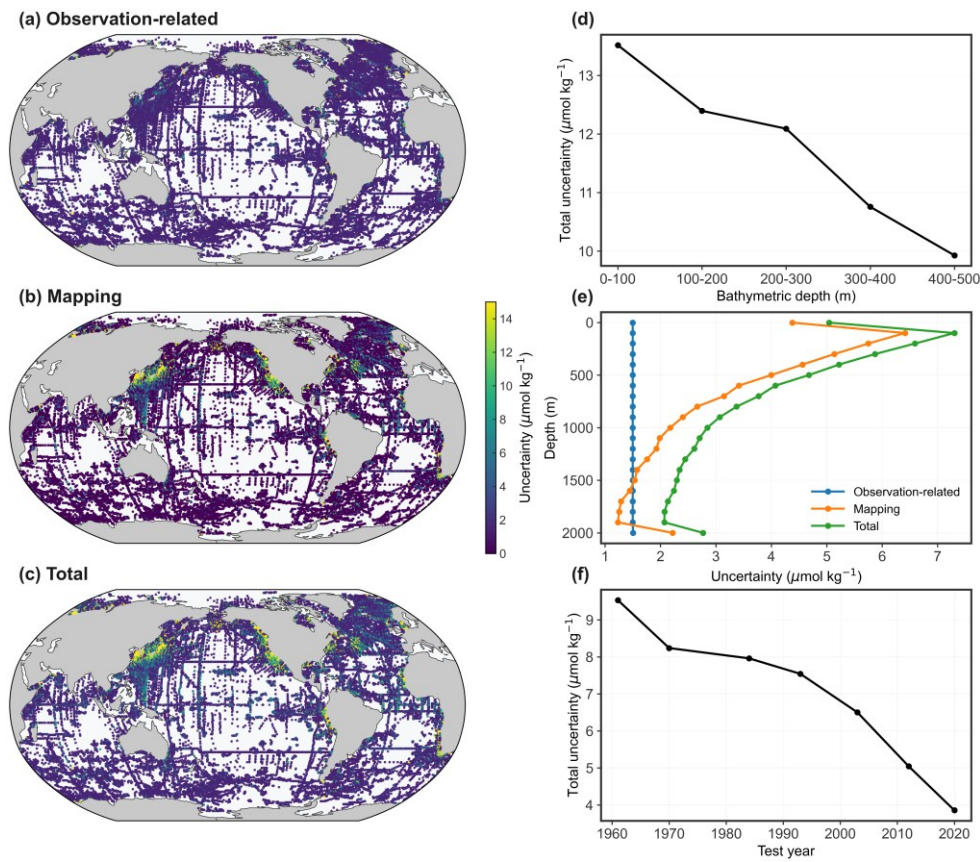 (a) Observation-related
(b) Mapping
(c) Total
14
12
10
8
6
4
2
0
Uncertainty (μmol kg⁻¹)
(d)
13
12
11
10
Total uncertainty (μmol kg⁻¹)
0-100 100-200 200-300 300-400 400-500
Bathymetric depth (m)
(e)
0
500
1000
1500
2000
Depth (m)
Observation-related
Mapping
Total
1 2 3 4 5 6 7
Uncertainty (μmol kg⁻¹)
(f)
9
8
7
6
5
4
Total uncertainty (μmol kg⁻¹)
1960 1970 1980 1990 2000 2010 2020
Test year